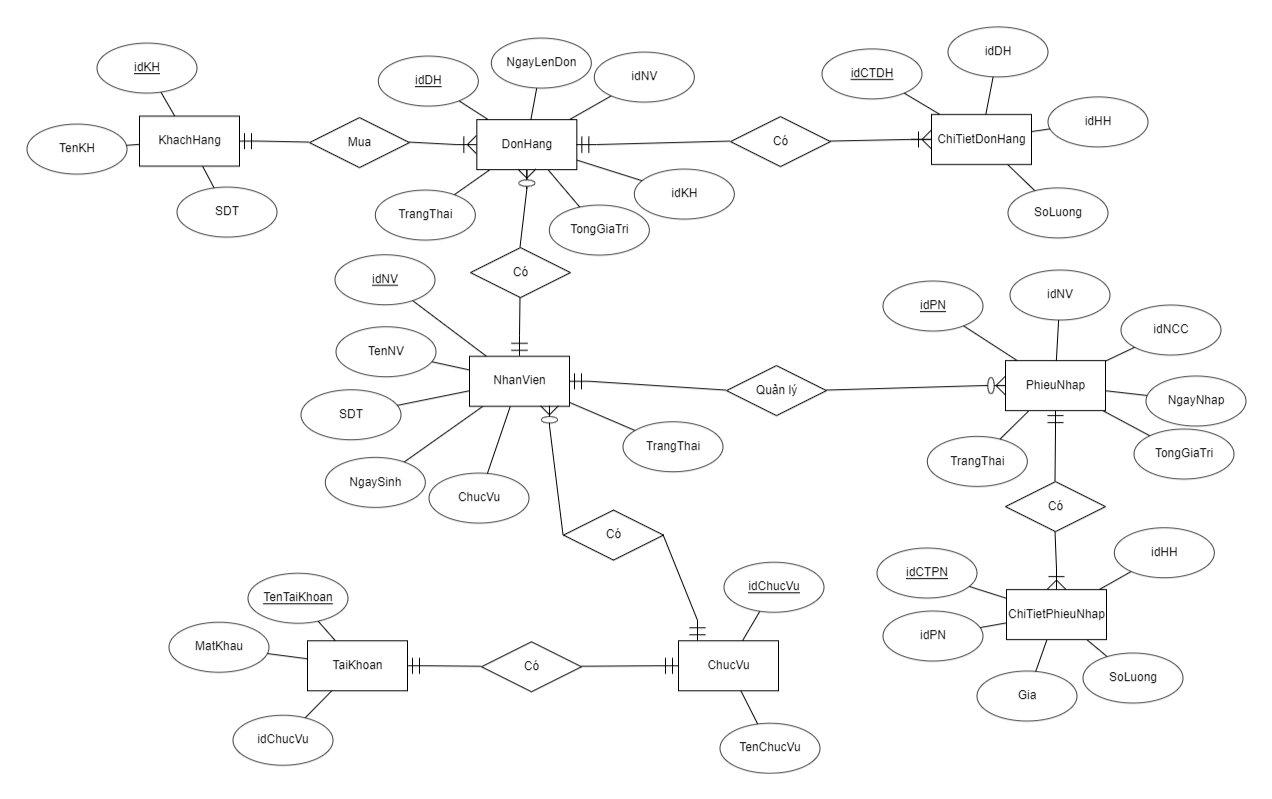 idKH
TenKH
KhachHang
SDT
Mua
idDH
NgayLenDon
idNV
DonHang
idKH
TrangThai
TongGiaTri
Có
idCTDH
idDH
idHH
ChiTietDonHang
SoLuong
Có
idNV
TenNV
NhanVien
SDT
NgaySinh
ChucVu
TrangThai
Quản lý
idPN
idNV
idNCC
PhieuNhap
NgayNhap
TongGiaTri
TrangThai
Có
Có
idCTPN
idHH
ChiTietPhieuNhap
idPN
Gia
SoLuong
TenTaiKhoan
MatKhau
TaiKhoan
idChucVu
Có
idChucVu
ChucVu
TenChucVu